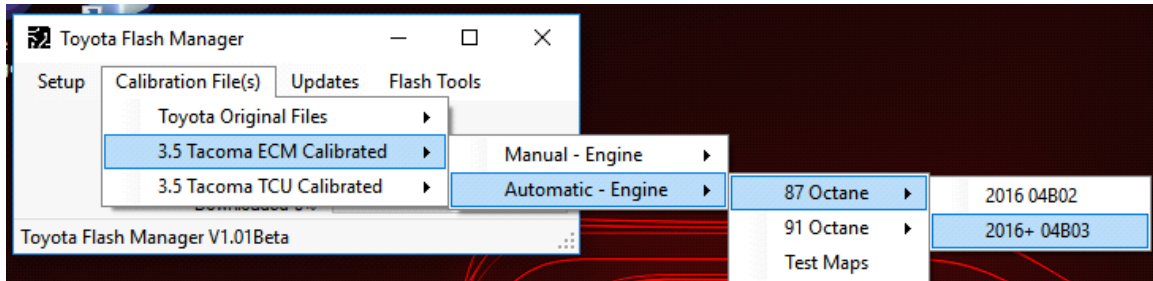 Toyota Flash Manager
Setup Calibration File(s) Updates Flash Tools
Toyota Original Files
3.5 Tacoma ECM Calibrated
3.5 Tacoma TCU Calibrated
Manual - Engine
Automatic - Engine
87 Octane
91 Octane
Test Maps
2016 04B02
2016+ 04B03
Toyota Flash Manager V1.01Beta